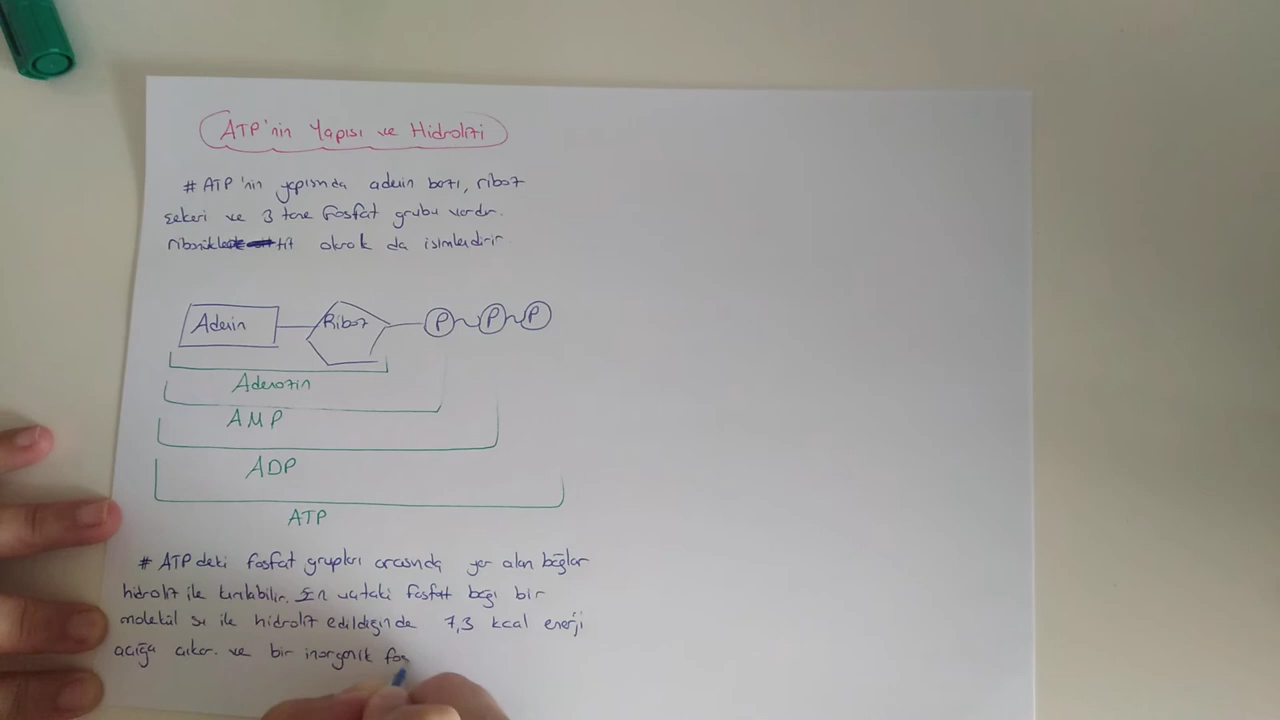 ATP'nin Yapısı ve Hidrolizi
# ATP'nin yapısında adenin bazı, riboz
şekeri ve 3 tane fosfat grubu vardır.
olarak da isimlendirir.
Adenin Riboz P P P
Adenozin
AMP
ADP
ATP
# ATP deki fosfat grupları arasında yer alan bağlar
hidroliz ile kırılabilir. En uçtaki fosfat bağı bir
molekül su ile hidroliz edildiğinde 7,3 kcal enerji
açığa çıkar. ve bir inorganik fos